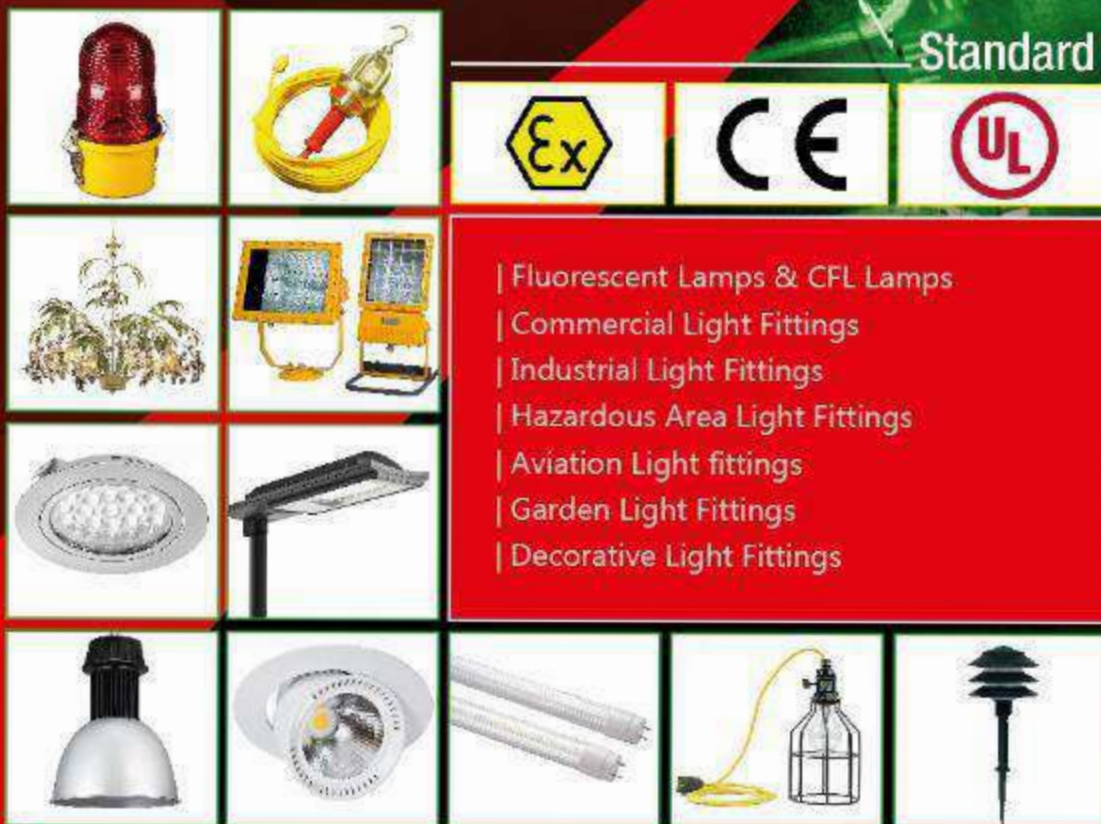 Standard
Ex
CE
UL
| Fluorescent Lamps & CFL Lamps
| Commercial Light Fittings
| Industrial Light Fittings
| Hazardous Area Light Fittings
| Aviation Light fittings
| Garden Light Fittings
| Decorative Light Fittings